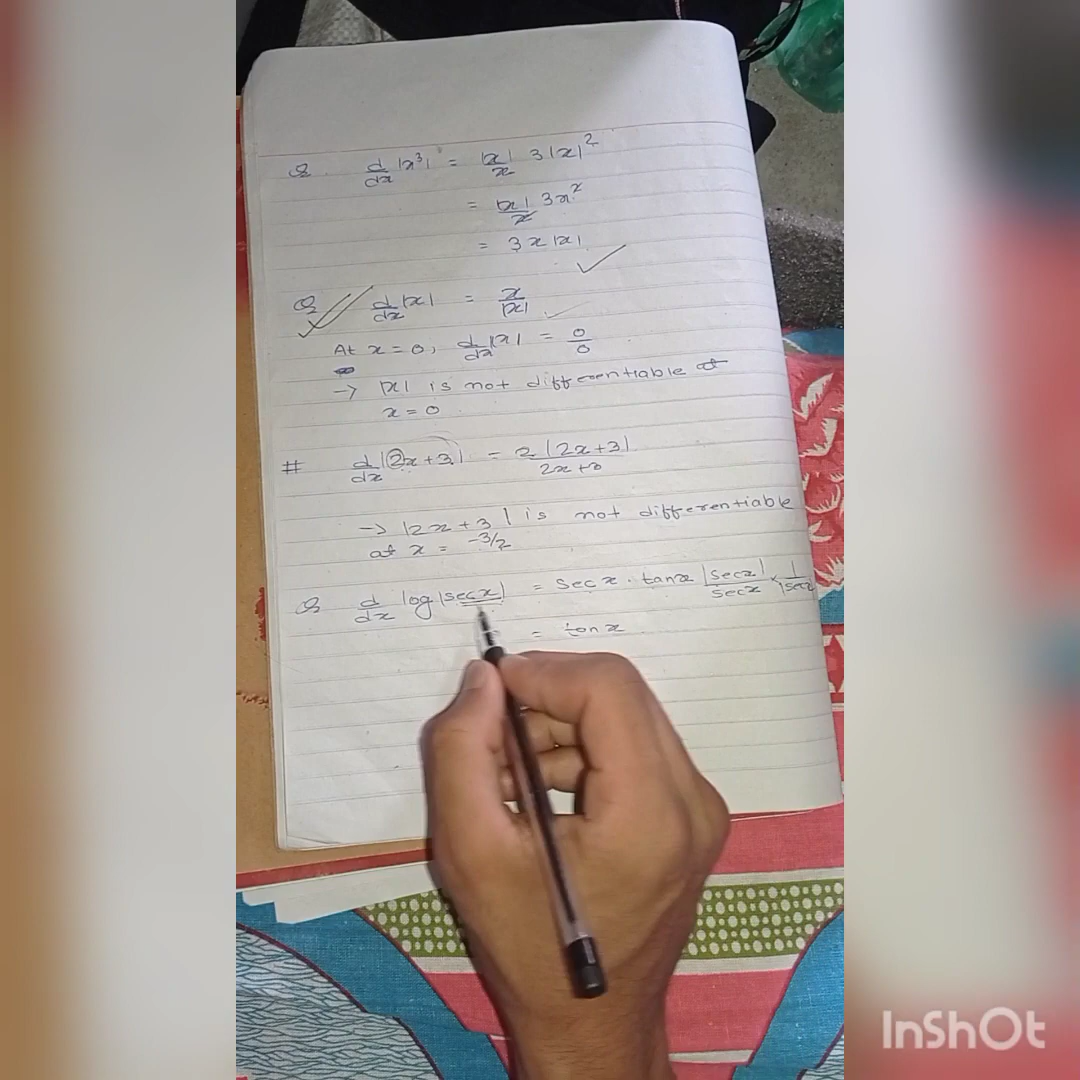 Q. d/dx |x³| = |x|/x 3|x|²
= |x|/x 3x²
= 3x|x|
Q d/dx |x| = x/|x|
At x=0, d/dx |x| = 0/0
→ |x| is not differentiable at
x=0
# d/dx |2x+3| = 2|2x+3|/2x+3
→ |2x+3| is not differentiable
at x = -3/2
Q d/dx log|secx| = secx · tanx |secx|/secx × 1/|secx|
= tanx
InShOt